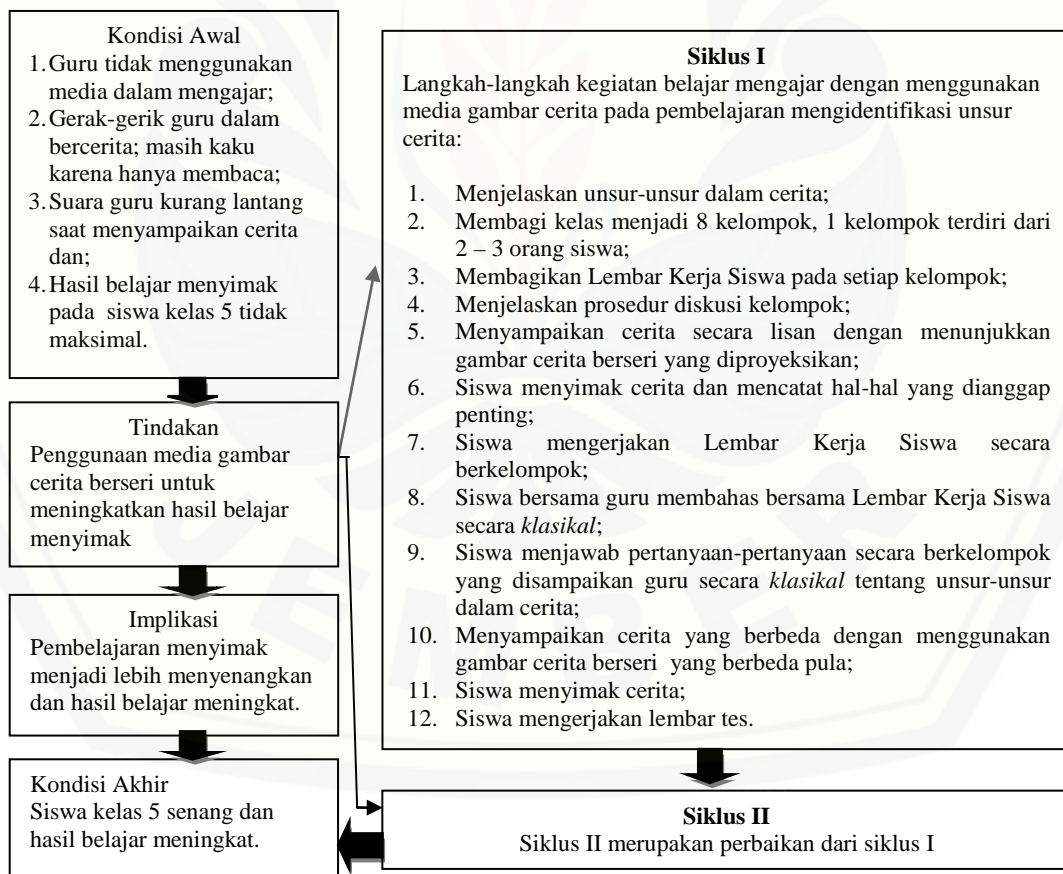 Kondisi Awal
1. Guru tidak menggunakan
media dalam mengajar;
2. Gerak-gerik guru dalam
bercerita; masih kaku
karena hanya membaca;
3. Suara guru kurang lantang
saat menyampaikan cerita
dan;
4. Hasil belajar menyimak
pada siswa kelas 5 tidak
maksimal.
Tindakan
Penggunaan media gambar
cerita berseri untuk
meningkatkan hasil belajar
menyimak
Implikasi
Pembelajaran menyimak
menjadi lebih menyenangkan
dan hasil belajar meningkat.
Kondisi Akhir
Siswa kelas 5 senang dan
hasil belajar meningkat.
Siklus I
Langkah-langkah kegiatan belajar mengajar dengan menggunakan
media gambar cerita pada pembelajaran mengidentifikasi unsur
cerita:
1. Menjelaskan unsur-unsur dalam cerita;
2. Membagi kelas menjadi 8 kelompok, 1 kelompok terdiri dari
2 – 3 orang siswa;
3. Membagikan Lembar Kerja Siswa pada setiap kelompok;
4. Menjelaskan prosedur diskusi kelompok;
5. Menyampaikan cerita secara lisan dengan menunjukkan
gambar cerita berseri yang diproyeksikan;
6. Siswa menyimak cerita dan mencatat hal-hal yang dianggap
penting;
7. Siswa mengerjakan Lembar Kerja Siswa secara
berkelompok;
8. Siswa bersama guru membahas bersama Lembar Kerja Siswa
secara klasikal;
9. Siswa menjawab pertanyaan-pertanyaan secara berkelompok
yang disampaikan guru secara klasikal tentang unsur-unsur
dalam cerita;
10. Menyampaikan cerita yang berbeda dengan menggunakan
gambar cerita berseri yang berbeda pula;
11. Siswa menyimak cerita;
12. Siswa mengerjakan lembar tes.
Siklus II
Siklus II merupakan perbaikan dari siklus I
JEMBER